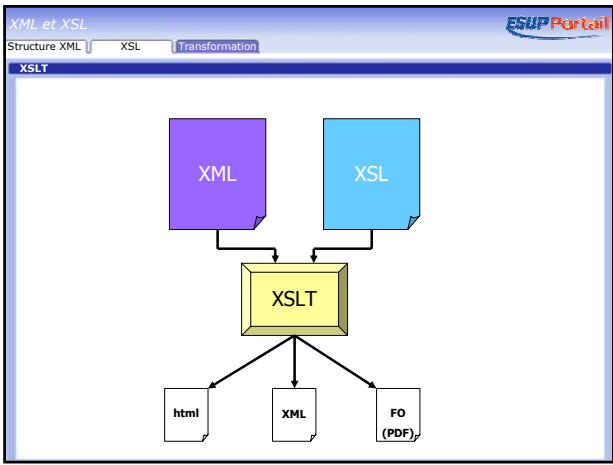 XML et XSL
ESUP Portail
Structure XML XSL Transformation
XSLT
XML XSL
XSLT
html XML FO
(PDF)